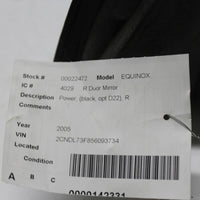 Stock # 00022472 Model EQUINOX
IC # 4029 R Door Mirror
Description Power, (black, opt D22), R
Comments
Year 2005
VIN 2CNDL73F856093734
Located
Condition
A B C
0000142331